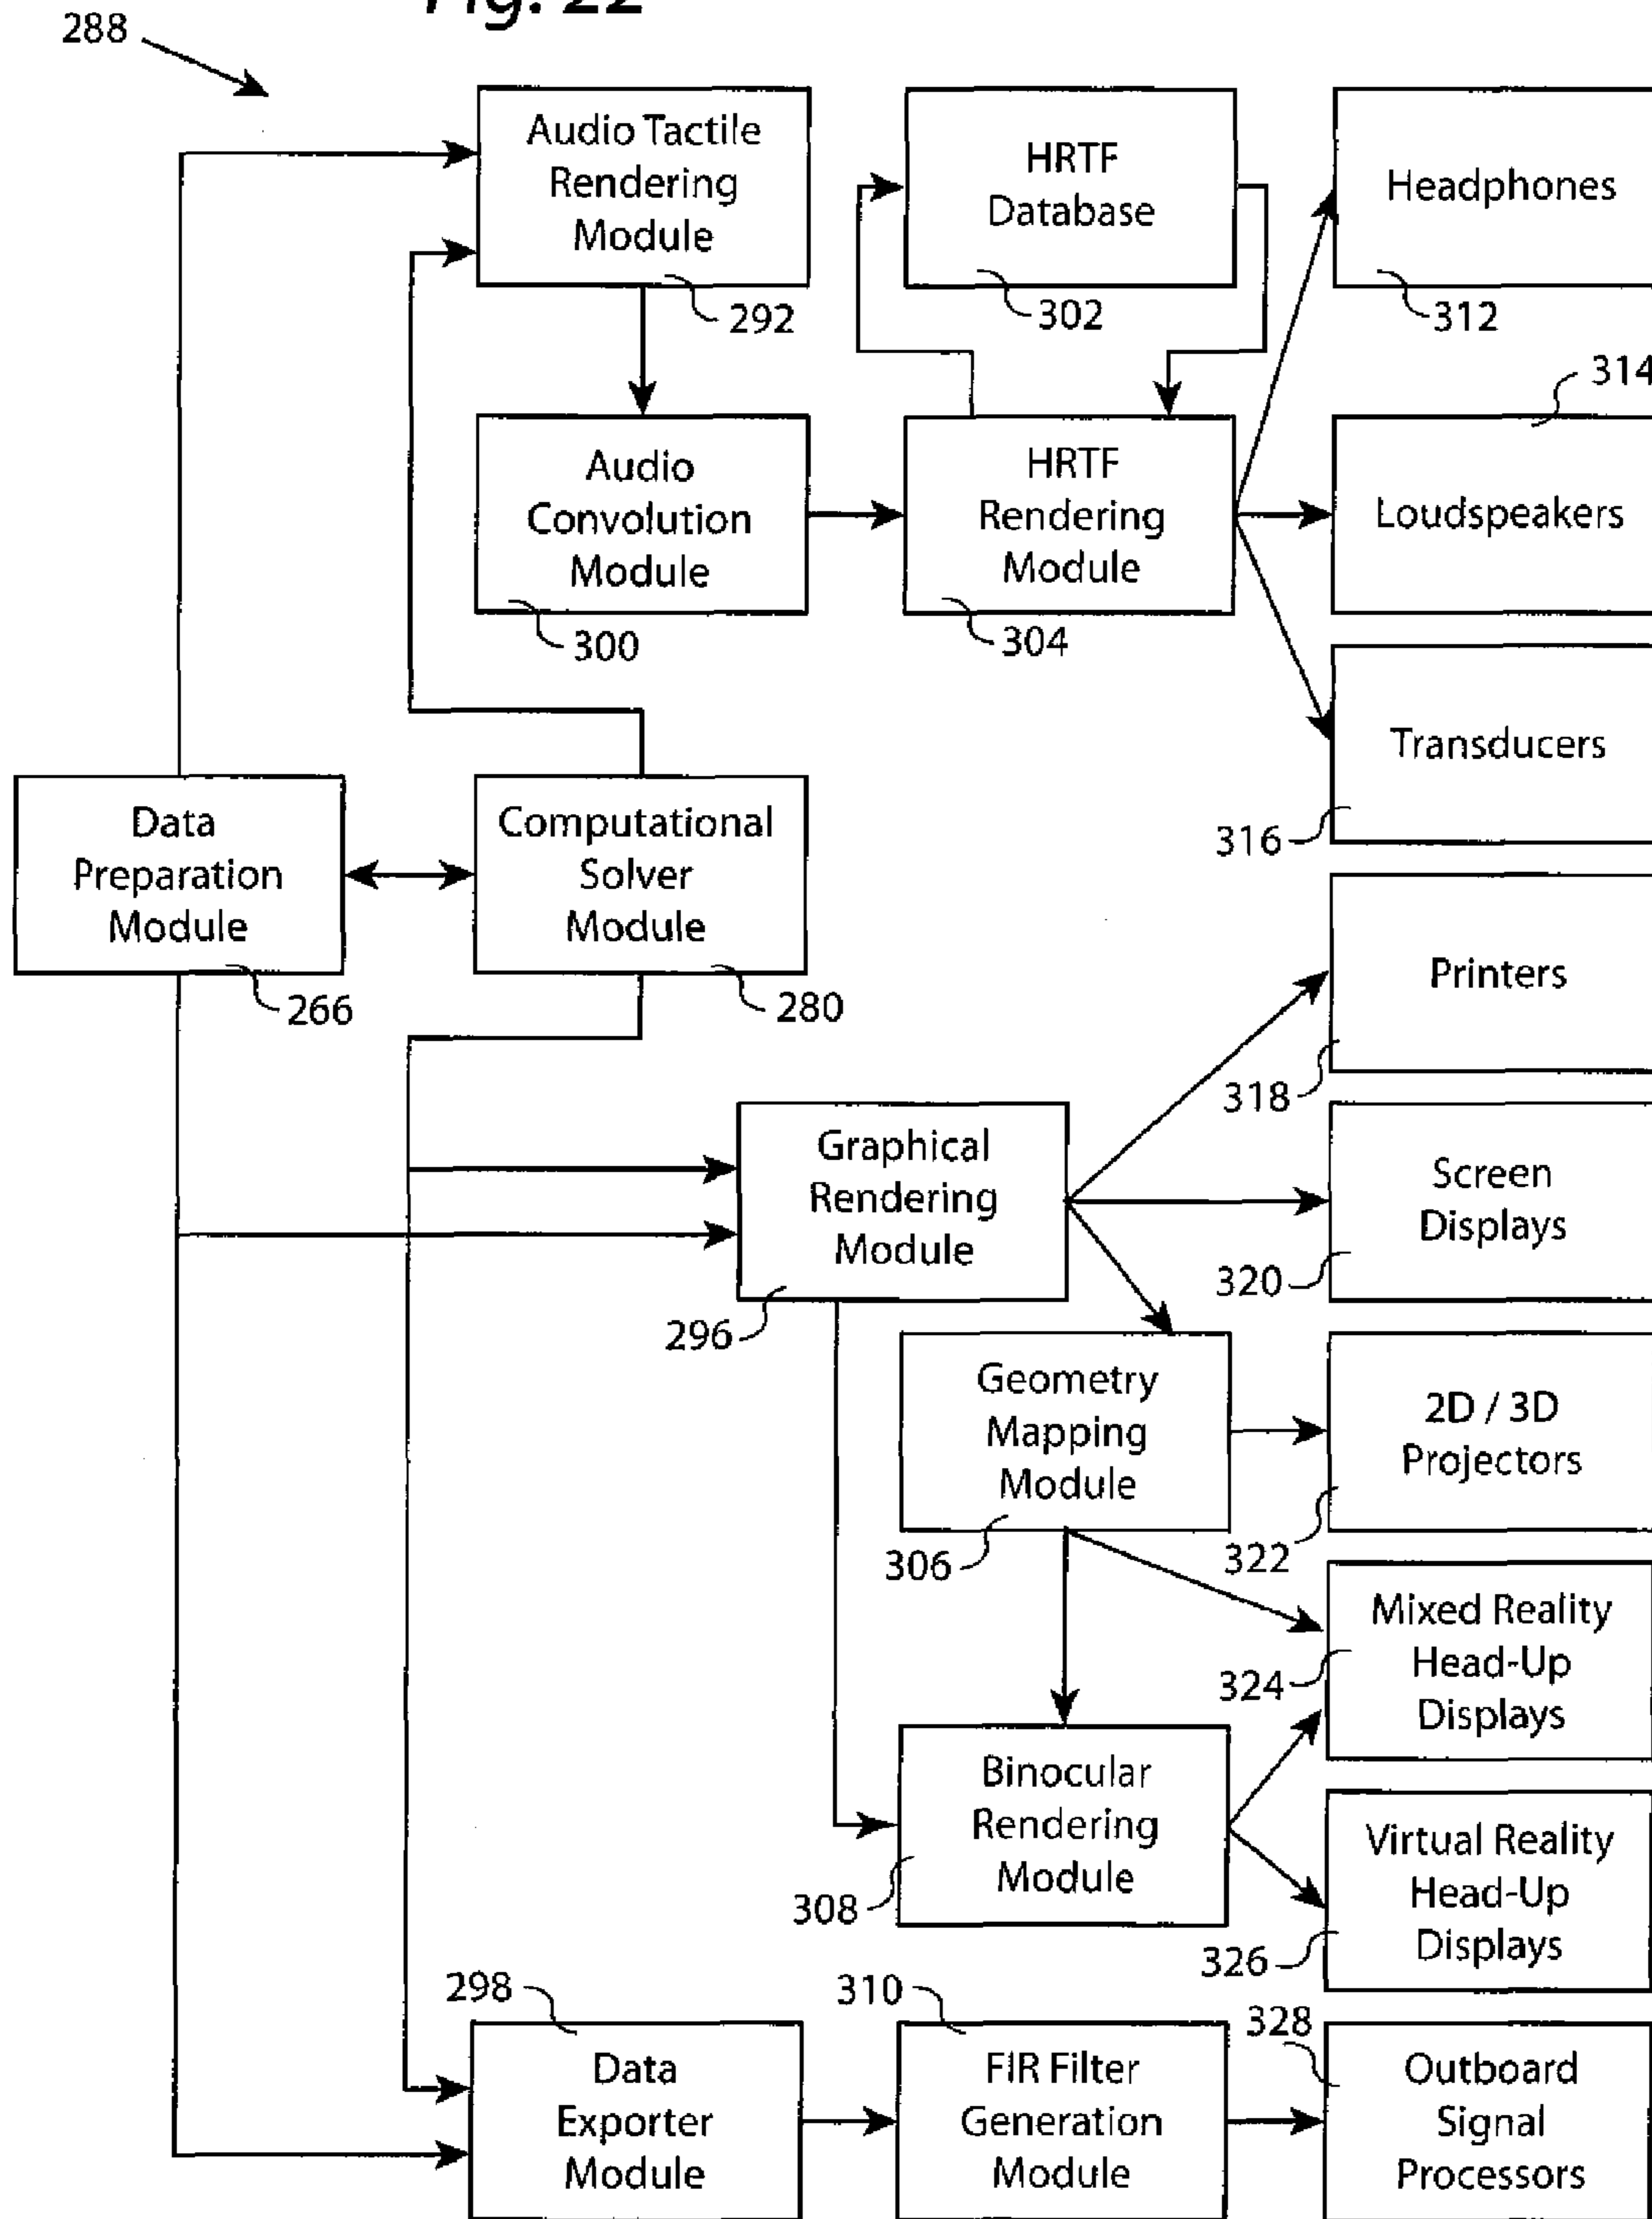 Fig. 22
288
Audio Tactile
Rendering
Module
292
HRTF
Database
302
Headphones
312
314
Audio
Convolution
Module
300
HRTF
Rendering
Module
304
Loudspeakers
Transducers
316
Data
Preparation
Module
266
Computational
Solver
Module
280
Printers
318
Graphical
Rendering
Module
296
Screen
Displays
320
Geometry
Mapping
Module
306
2D / 3D
Projectors
322
Mixed Reality
Head-Up
Displays
324
Binocular
Rendering
Module
308
Virtual Reality
Head-Up
Displays
326
298
Data
Exporter
Module
310
FIR Filter
Generation
Module
328
Outboard
Signal
Processors